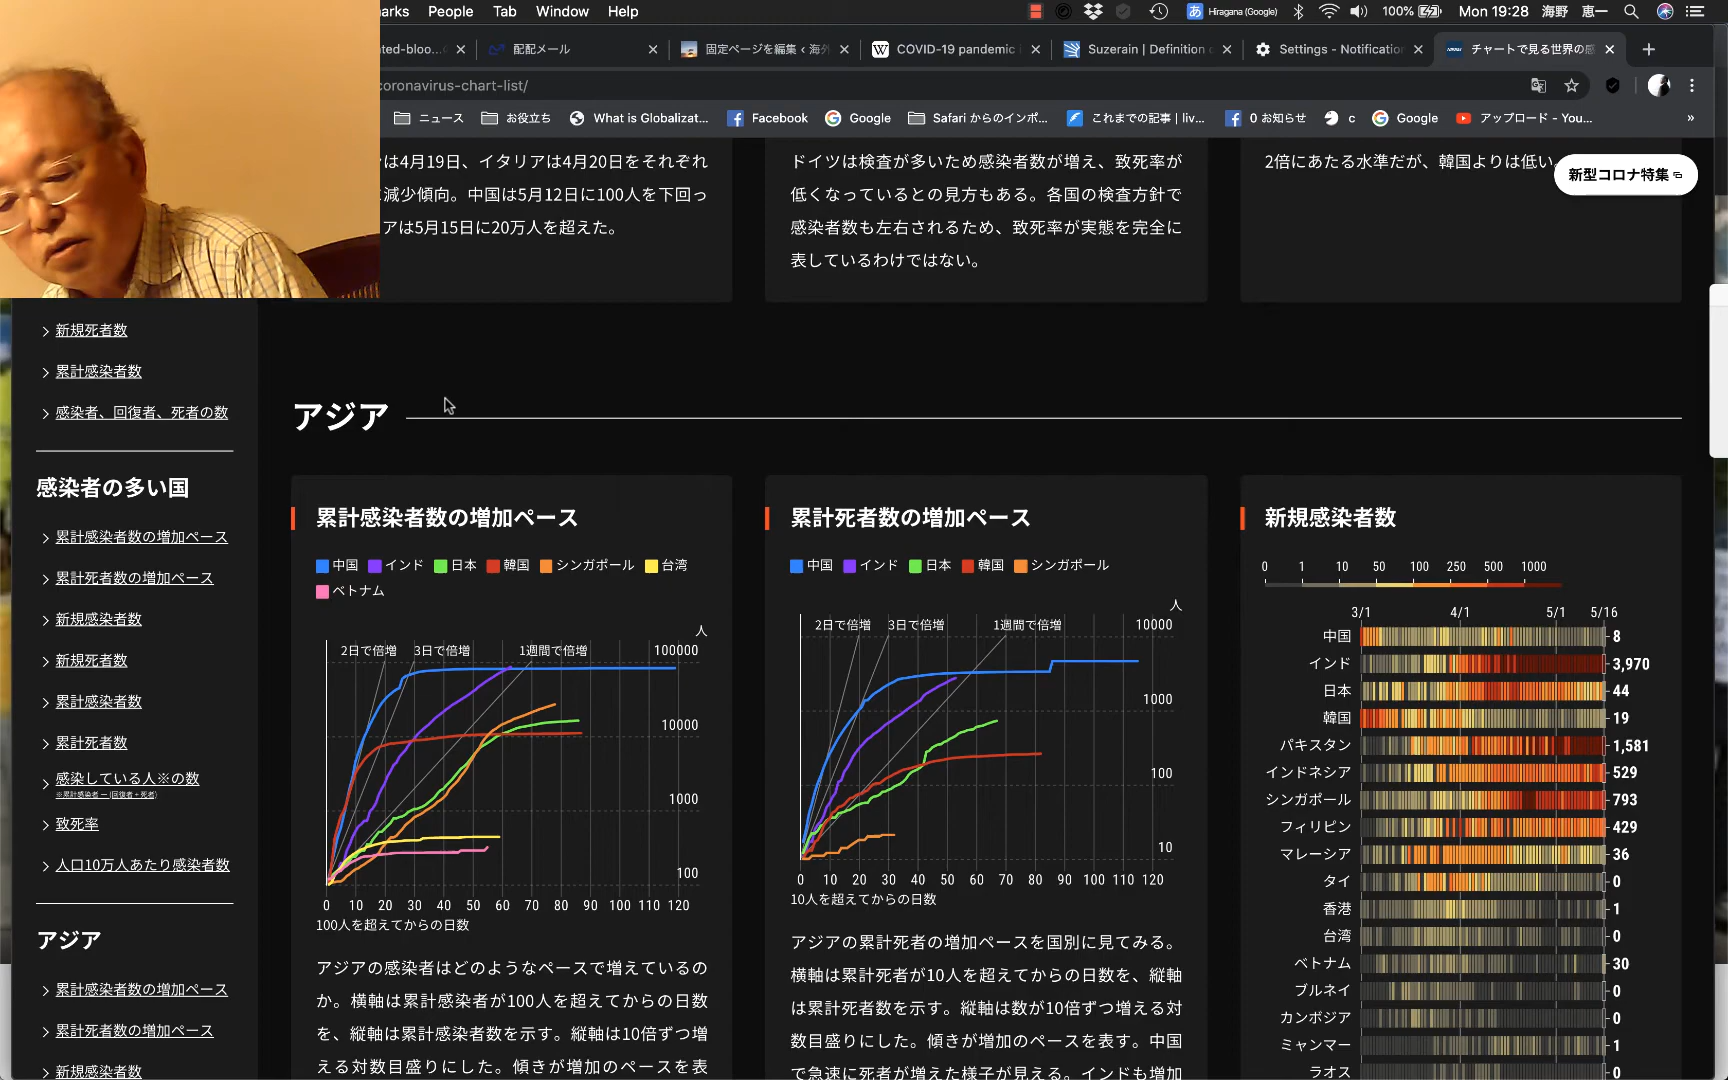 arks People Tab Window Help Hiragana (Google) 100% Mon 19:28 海野 恵一
ted-bloo... 配配メール 固定ページを編集 ‹ 海外 COVID-19 pandemic Suzerain | Definition Settings - Notification チャートで見る世界の感
coronavirus-chart-list/
ニュース お役立ち What is Globalizat... Facebook Google Safari からのインポ... これまでの記事 | liv... 0 お知らせ c Google アップロード - You... »
は4月19日、イタリアは4月20日をそれぞれ
減少傾向。中国は5月12日に100人を下回っ
アは5月15日に20万人を超えた。
ドイツは検査が多いため感染者数が増え、致死率が
低くなっているとの見方もある。各国の検査方針で
感染者数も左右されるため、致死率が実態を完全に
表しているわけではない。
2倍にあたる水準だが、韓国よりは低い。
新型コロナ特集
新規死者数
累計感染者数
感染者、回復者、死者の数
感染者の多い国
累計感染者数の増加ペース
累計死者数の増加ペース
新規感染者数
新規死者数
累計感染者数
累計死者数
感染している人※の数
※累計感染者 ー (回復者 + 死者)
致死率
人口10万人あたり感染者数
アジア
累計感染者数の増加ペース
累計死者数の増加ペース
新規感染者数
アジア
累計感染者数の増加ペース
中国 インド 日本 韓国 シンガポール 台湾
ベトナム
人
2日で倍増 3日で倍増 1週間で倍増 100000
10000
1000
100
0 10 20 30 40 50 60 70 80 90 100 110 120
100人を超えてからの日数
アジアの感染者はどのようなペースで増えているの
か。横軸は累計感染者が100人を超えてからの日数
を、縦軸は累計感染者数を示す。縦軸は10倍ずつ増
える対数目盛りにした。傾きが増加のペースを表
累計死者数の増加ペース
中国 インド 日本 韓国 シンガポール
人
2日で倍増 3日で倍増 1週間で倍増 10000
1000
100
10
0 10 20 30 40 50 60 70 80 90 100 110 120
10人を超えてからの日数
アジアの累計死者の増加ペースを国別に見てみる。
横軸は累計死者が10人を超えてからの日数を、縦軸
は累計死者数を示す。縦軸は数が10倍ずつ増える対
数目盛りにした。傾きが増加のペースを表す。中国
で急速に死者が増えた様子が見える。インドも増加
新規感染者数
0 1 10 50 100 250 500 1000
3/1 4/1 5/1 5/16
中国 8
インド 3,970
日本 44
韓国 19
パキスタン 1,581
インドネシア 529
シンガポール 793
フィリピン 429
マレーシア 36
タイ 0
香港 1
台湾 0
ベトナム 30
ブルネイ 0
カンボジア 0
ミャンマー 1
ラオス 0